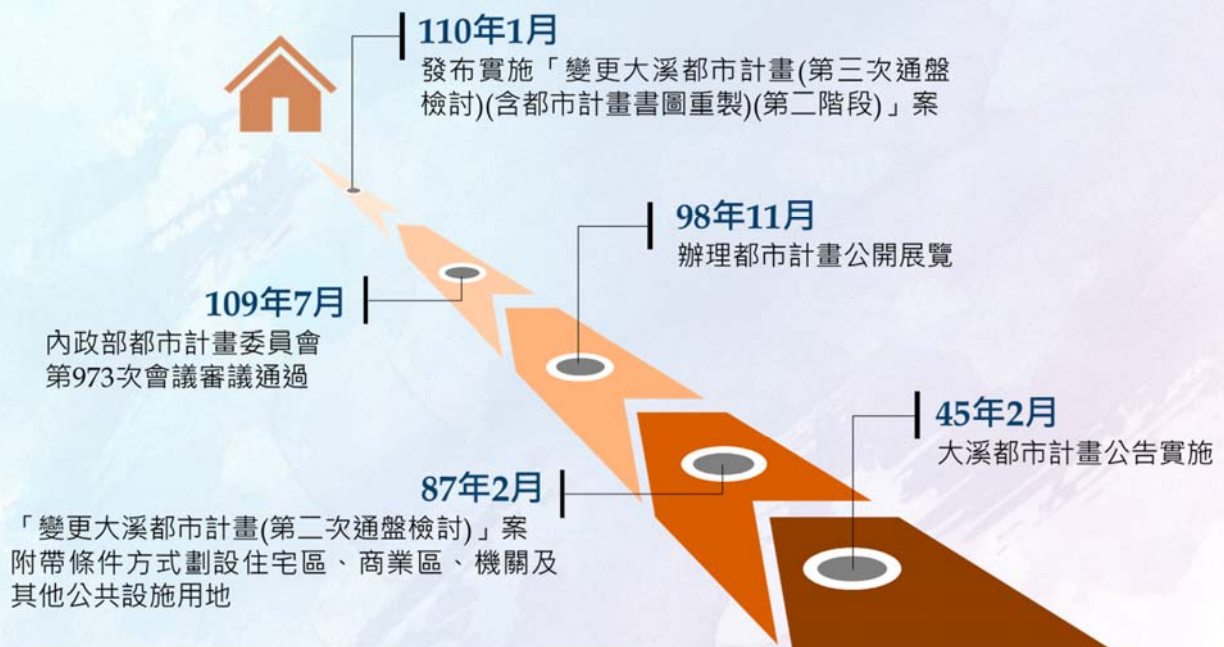 110年1月
發布實施「變更大溪都市計畫(第三次通盤
檢討)(含都市計畫書圖重製)(第二階段)」案
98年11月
辦理都市計畫公開展覽
109年7月
內政部都市計畫委員會
第973次會議審議通過
45年2月
大溪都市計畫公告實施
87年2月
「變更大溪都市計畫(第二次通盤檢討)」案
附帶條件方式劃設住宅區、商業區、機關及
其他公共設施用地